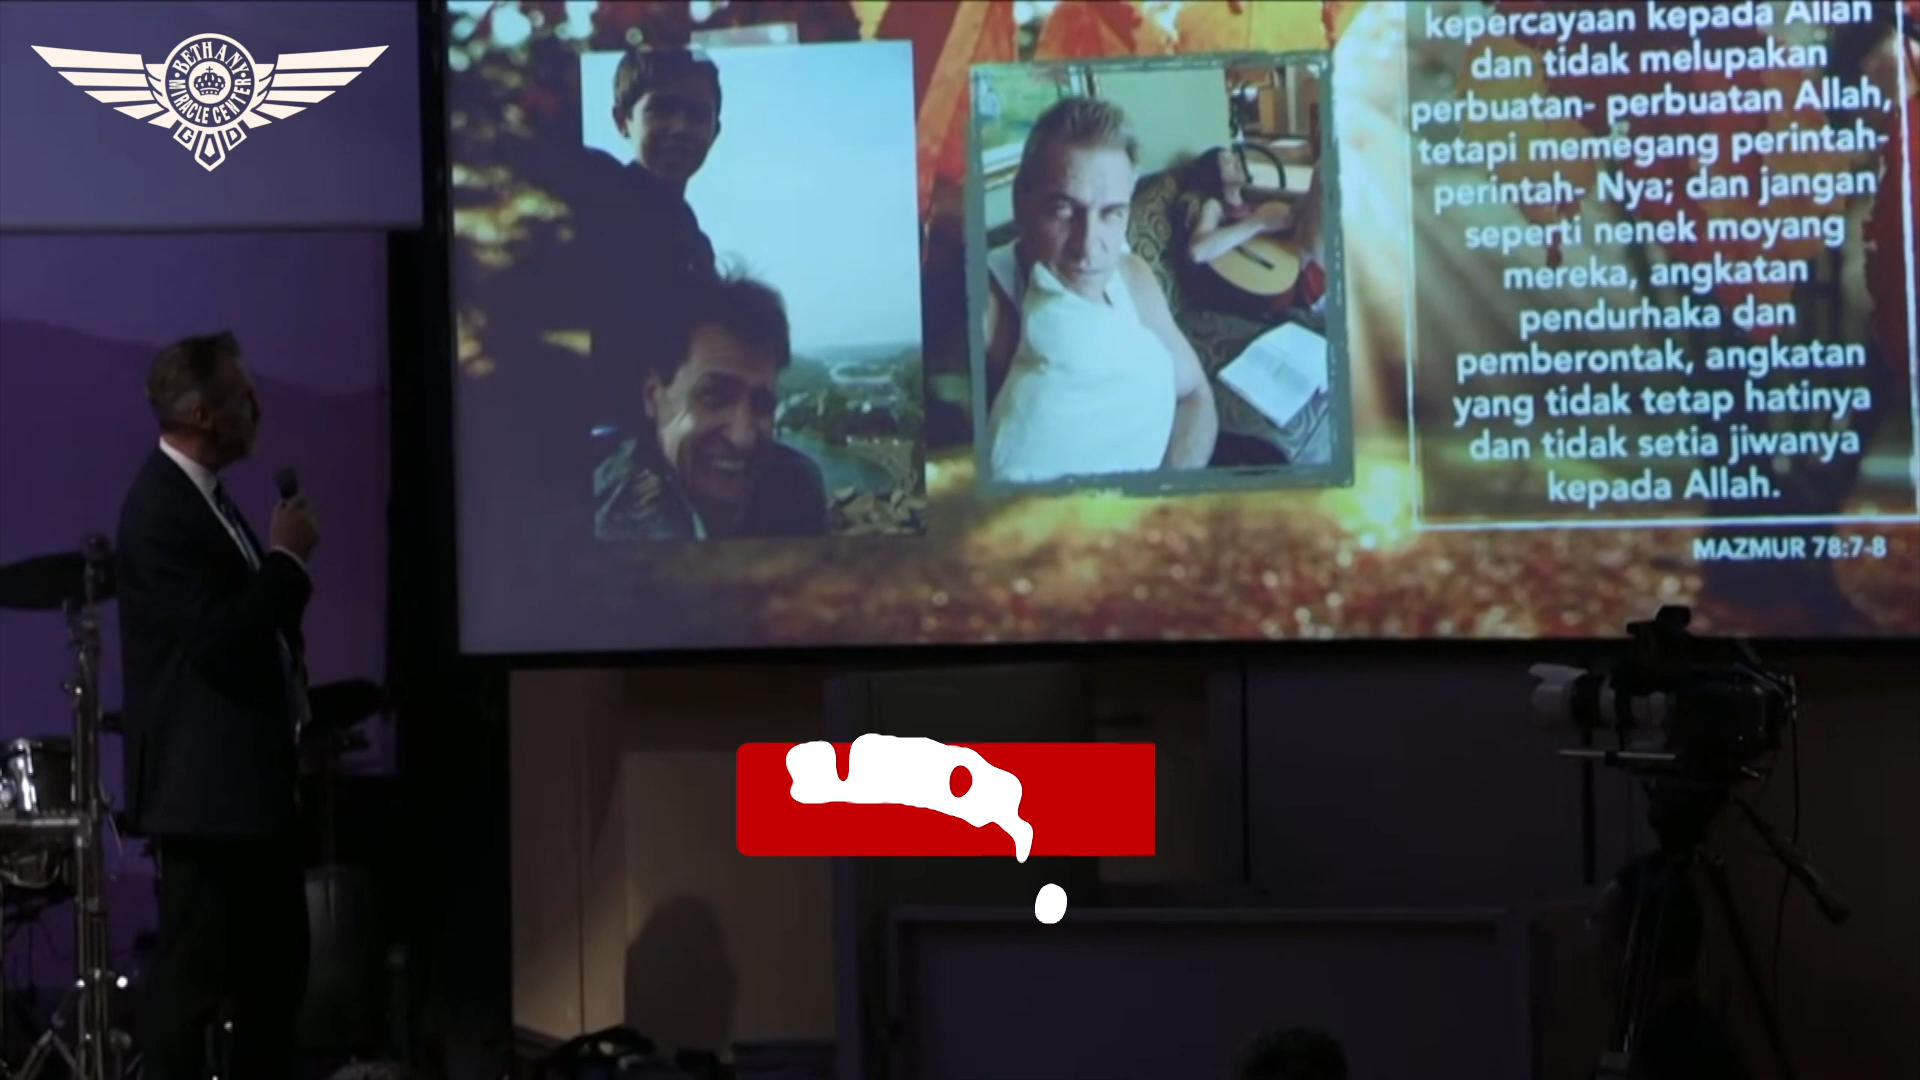 BETHANY
MIRACLE CENTER
GOD
kepercayaan kepada Allah
dan tidak melupakan
perbuatan- perbuatan Allah,
tetapi memegang perintah-
perintah- Nya; dan jangan
seperti nenek moyang
mereka, angkatan
pendurhaka dan
pemberontak, angkatan
yang tidak tetap hatinya
dan tidak setia jiwanya
kepada Allah.
MAZMUR 78:7-8